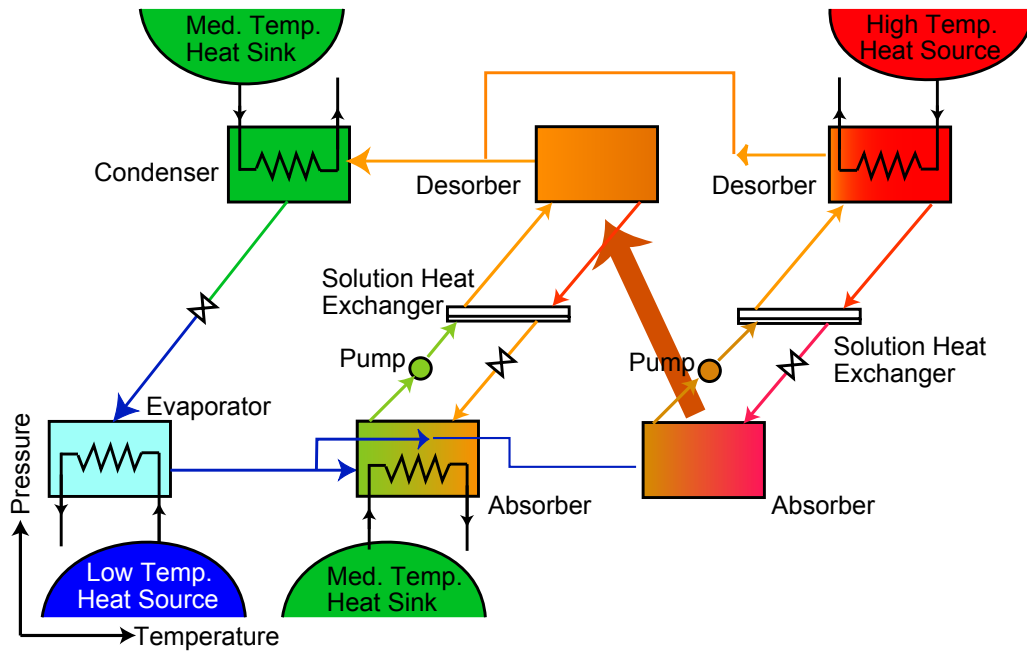 Med. Temp.
Heat Sink
High Temp.
Heat Source
Condenser
Desorber
Desorber
Solution Heat
Exchanger
Pump
Pump
Solution Heat
Exchanger
Evaporator
Absorber
Absorber
Pressure
Low Temp.
Heat Source
Med. Temp.
Heat Sink
Temperature